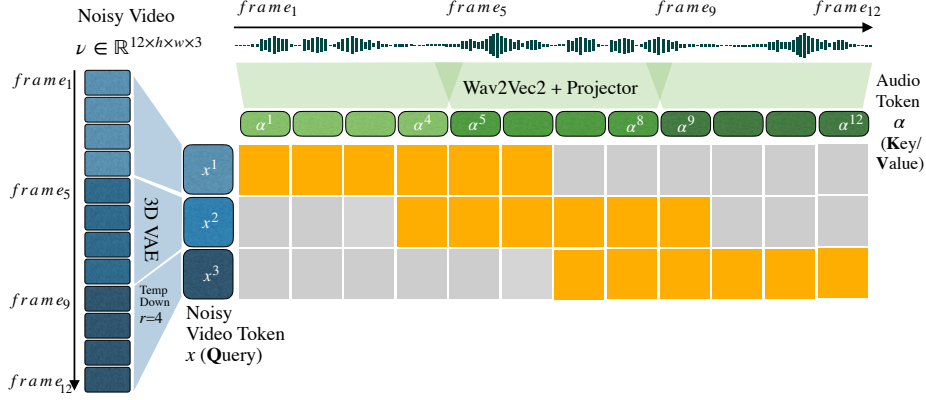 Noisy Video
ν ∈ ℝ^{12×h×w×3}
frame_1
frame_5
frame_9
frame_12
frame_1
frame_5
frame_9
frame_12
Wav2Vec2 + Projector
α^1
α^4
α^5
α^8
α^9
α^12
Audio
Token
α
(Key/
Value)
x^1
x^2
x^3
3D VAE
Temp
Down
r=4
Noisy
Video Token
x (Query)